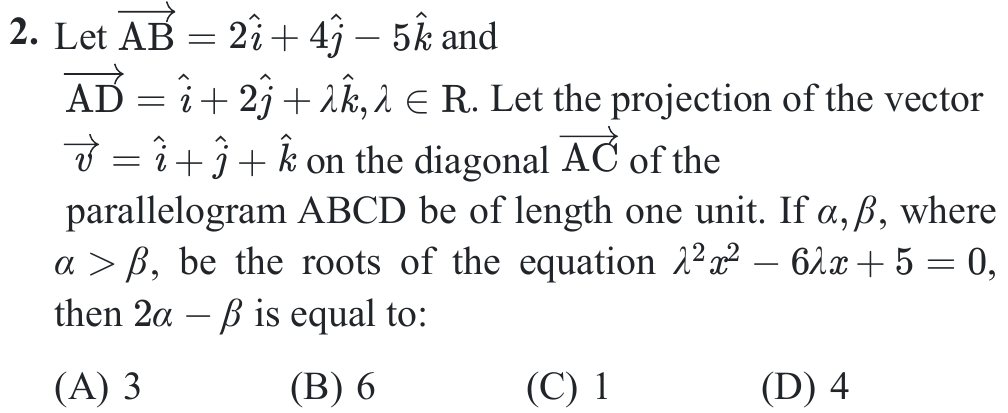 2. Let $\overrightarrow{AB} = 2\hat{i} + 4\hat{j} - 5\hat{k}$ and
$\overrightarrow{AD} = \hat{i} + 2\hat{j} + \lambda\hat{k}, \lambda \in R$. Let the projection of the vector
$\overrightarrow{v} = \hat{i} + \hat{j} + \hat{k}$ on the diagonal $\overrightarrow{AC}$ of the
parallelogram ABCD be of length one unit. If $\alpha, \beta$, where
$\alpha > \beta$, be the roots of the equation $\lambda^2 x^2 - 6\lambda x + 5 = 0$,
then $2\alpha - \beta$ is equal to:
(A) 3 (B) 6 (C) 1 (D) 4